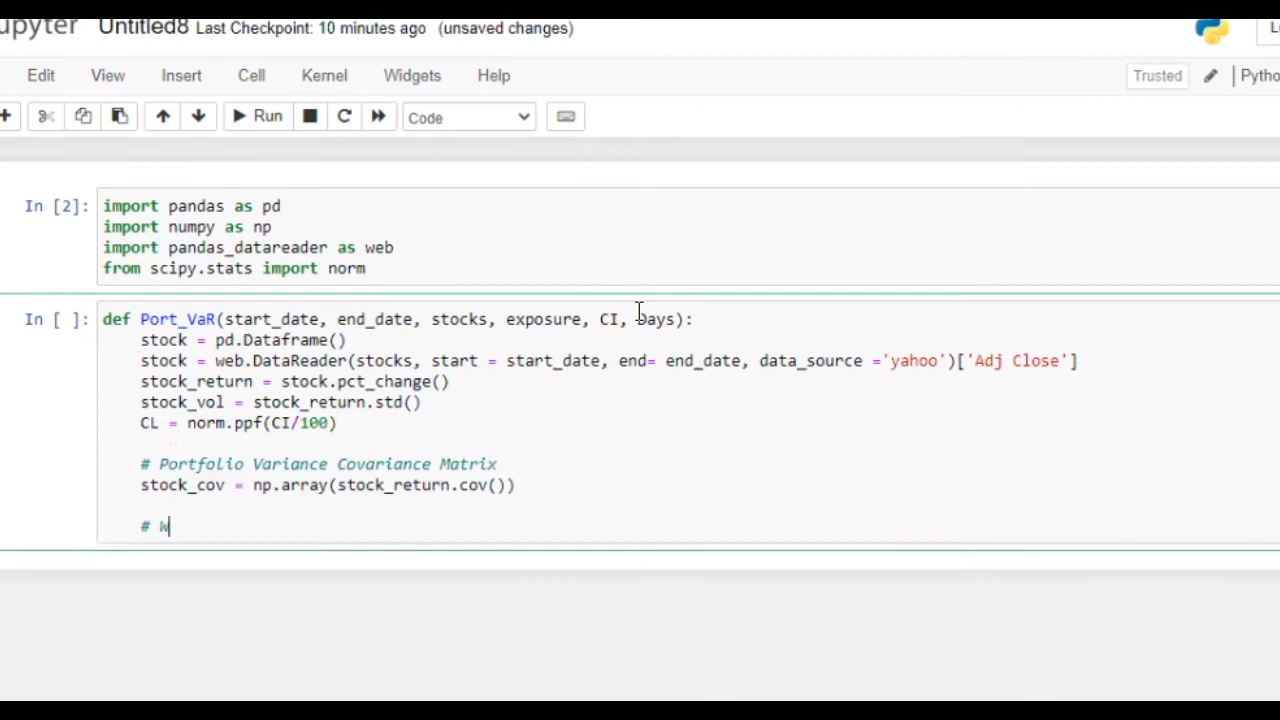 upyter Untitled8 Last Checkpoint: 10 minutes ago (unsaved changes)
Edit View Insert Cell Kernel Widgets Help Trusted Pytho
Run Code
In [2]: import pandas as pd
import numpy as np
import pandas_datareader as web
from scipy.stats import norm
In [ ]: def Port_VaR(start_date, end_date, stocks, exposure, CI, Days):
stock = pd.Dataframe()
stock = web.DataReader(stocks, start = start_date, end= end_date, data_source ='yahoo')['Adj Close']
stock_return = stock.pct_change()
stock_vol = stock_return.std()
CL = norm.ppf(CI/100)
# Portfolio Variance Covariance Matrix
stock_cov = np.array(stock_return.cov())
# W